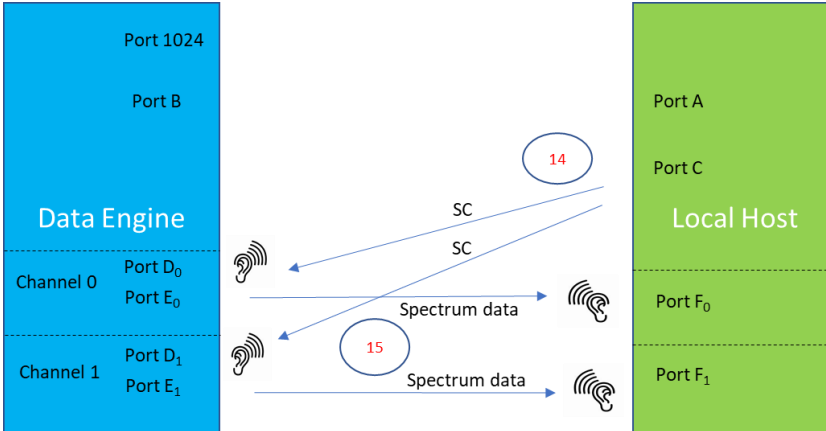 Port 1024
Port B
Port A
14
Port C
SC
Data Engine
Local Host
SC
Port D₀
Channel 0
Port E₀
Spectrum data
Port F₀
15
Port D₁
Channel 1
Port E₁
Spectrum data
Port F₁